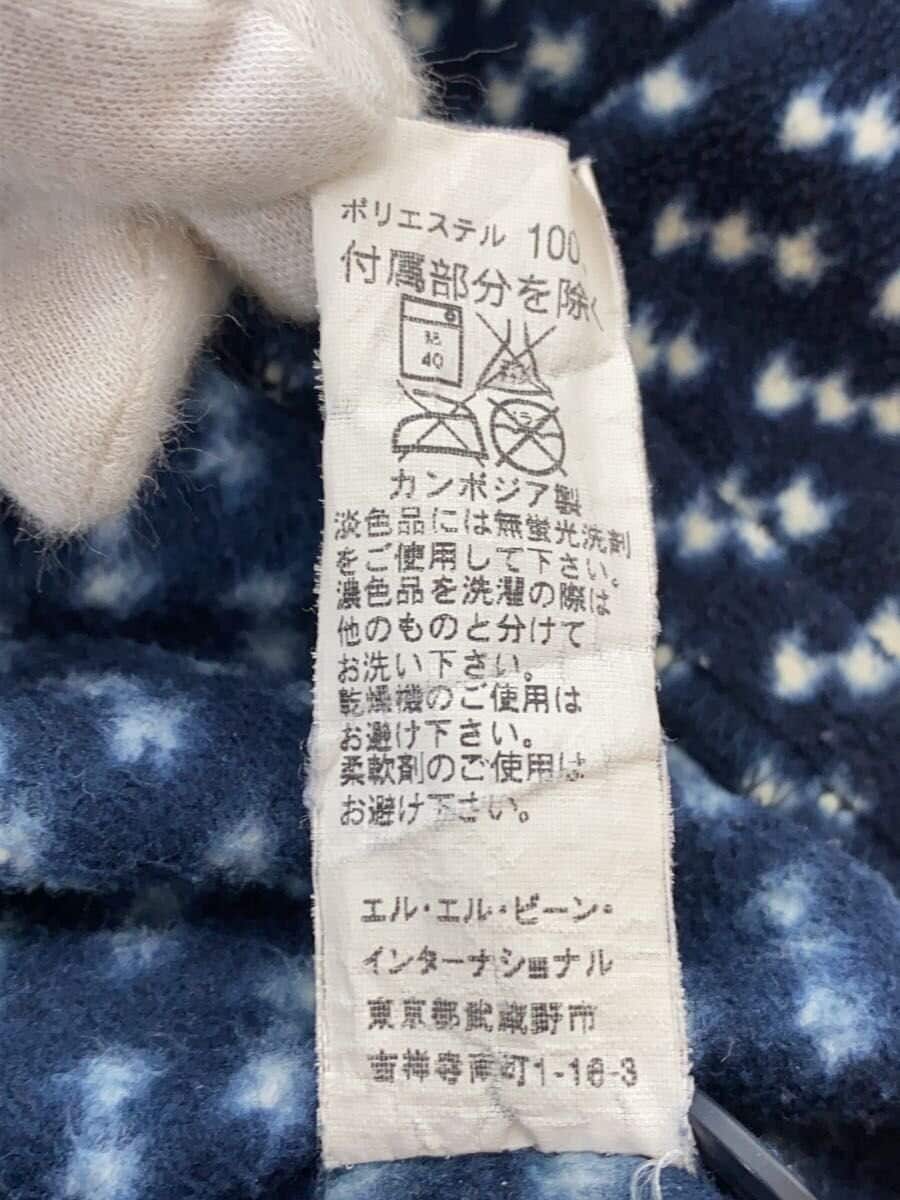 ポリエステル 100
付属部分を除く
弱
40
カンボジア製
淡色品には無蛍光洗剤
をご使用して下さい。
濃色品を洗濯の際は
他のものと分けて
お洗い下さい。
乾燥機のご使用は
お避け下さい。
柔軟剤のご使用は
お避け下さい。
エル・エル・ビーン・
インターナショナル
東京都武蔵野市
吉祥寺南町1-16-3